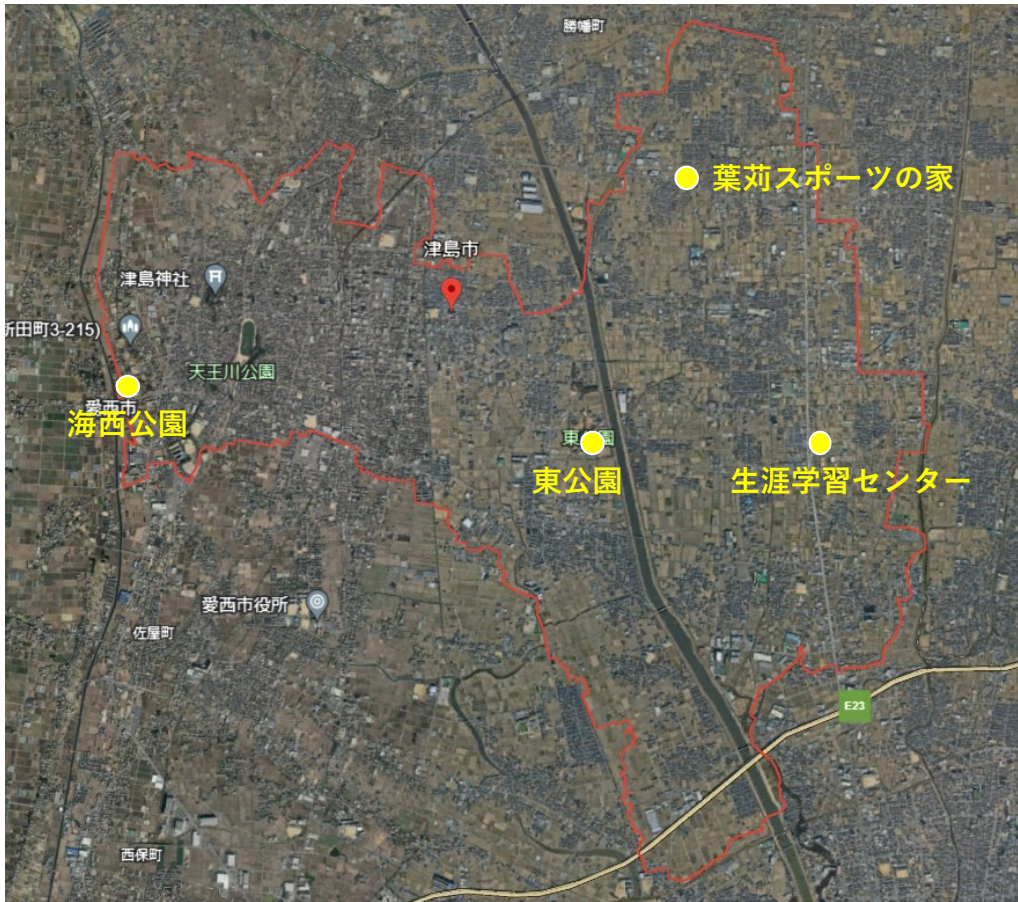 勝幡町
葉苅スポーツの家
津島市
津島神社
新田町3-215)
天王川公園
愛西市
海西公園
東公園
東公園
生涯学習センター
愛西市役所
佐屋町
E23
西保町